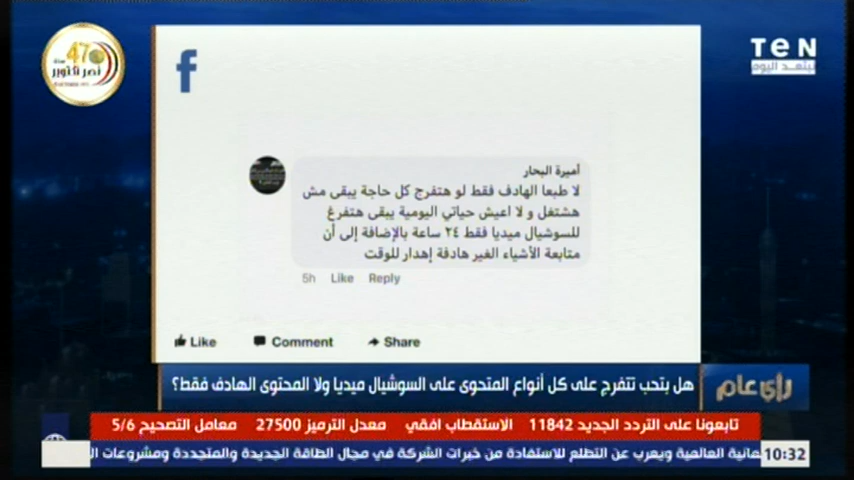 47 سنة
نصر أكتوبر
f
TeN
لبتعد اليوم
أميرة البحار
لا طبعا الهادف فقط لو هتفرج كل حاجة يبقى مش
هشتغل و لا اعيش حياتي اليومية يبقى هتفرغ
للسوشيال ميديا فقط ٢٤ ساعة بالإضافة إلى أن
متابعة الأشياء الغير هادفة إهدار للوقت
5h Like Reply
Like Comment Share
هل بتحب تتفرج على كل أنواع المتحوى على السوشيال ميديا ولا المحتوى الهادف فقط؟
رأي عام
تابعونا على التردد الجديد 11842 الاستقطاب افقي معدل الترميز 27500 معامل التصحيح 5/6
مانية العالمية ويعرب عن التطلع للاستفادة من خبرات الشركة في مجال الطاقة الجديدة والمتجددة ومشروعات
10:32